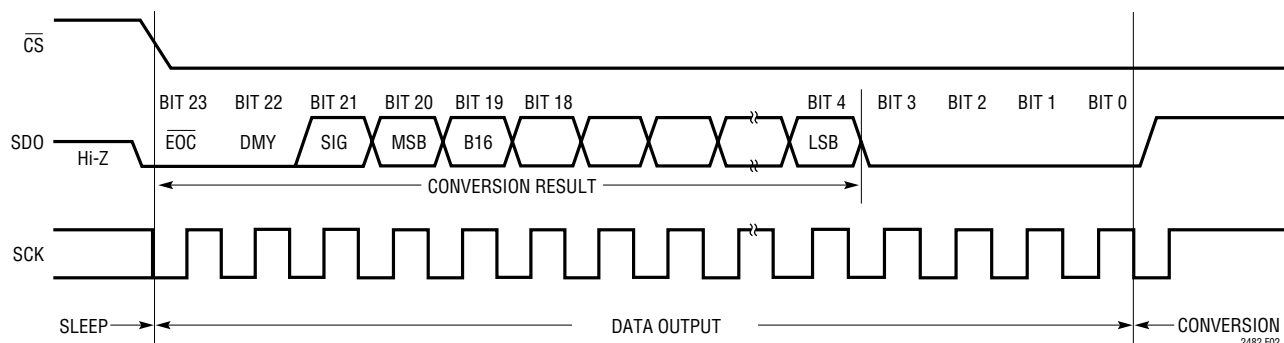 CS
BIT 23 BIT 22 BIT 21 BIT 20 BIT 19 BIT 18 BIT 4 BIT 3 BIT 2 BIT 1 BIT 0
SDO Hi-Z EOC DMY SIG MSB B16 LSB
CONVERSION RESULT
SCK
SLEEP DATA OUTPUT CONVERSION
2482 F02